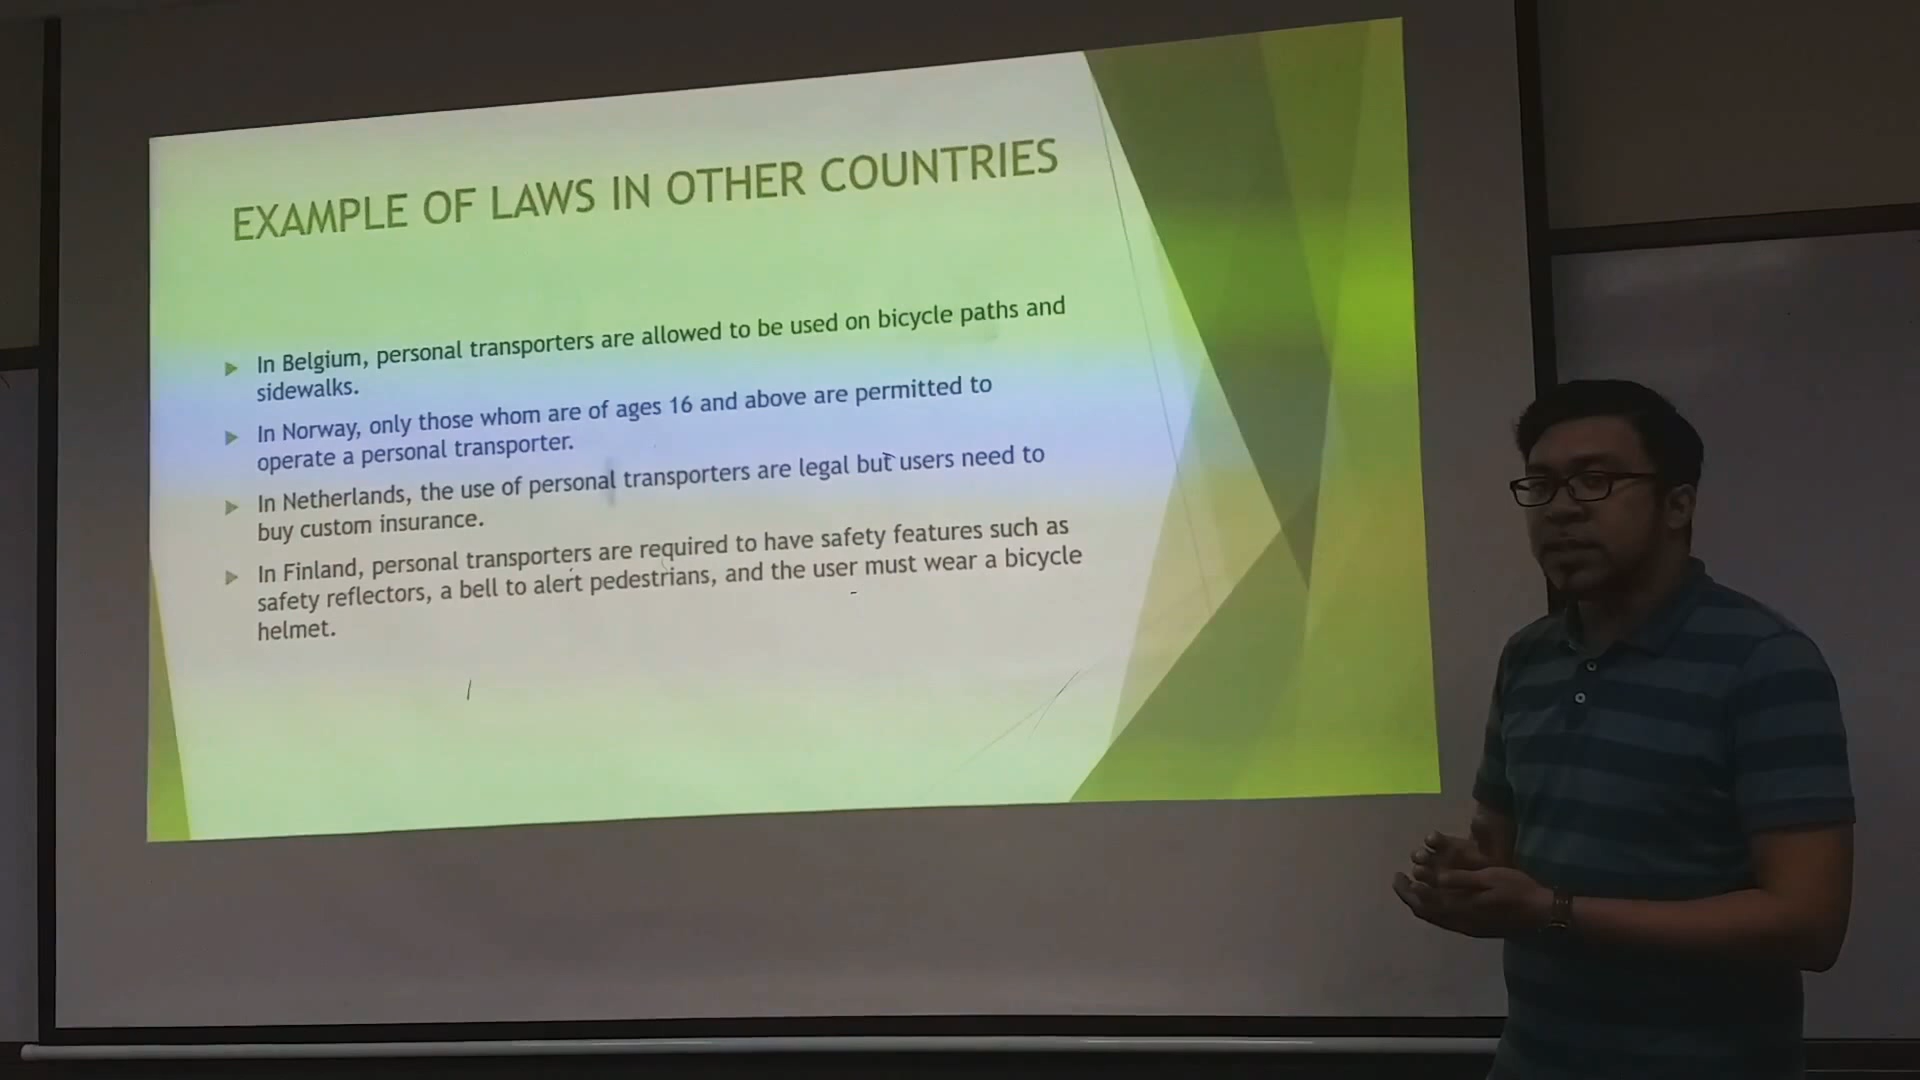 EXAMPLE OF LAWS IN OTHER COUNTRIES
In Belgium, personal transporters are allowed to be used on bicycle paths and
sidewalks.
In Norway, only those whom are of ages 16 and above are permitted to
operate a personal transporter.
In Netherlands, the use of personal transporters are legal but users need to
buy custom insurance.
In Finland, personal transporters are required to have safety features such as
safety reflectors, a bell to alert pedestrians, and the user must wear a bicycle
helmet.